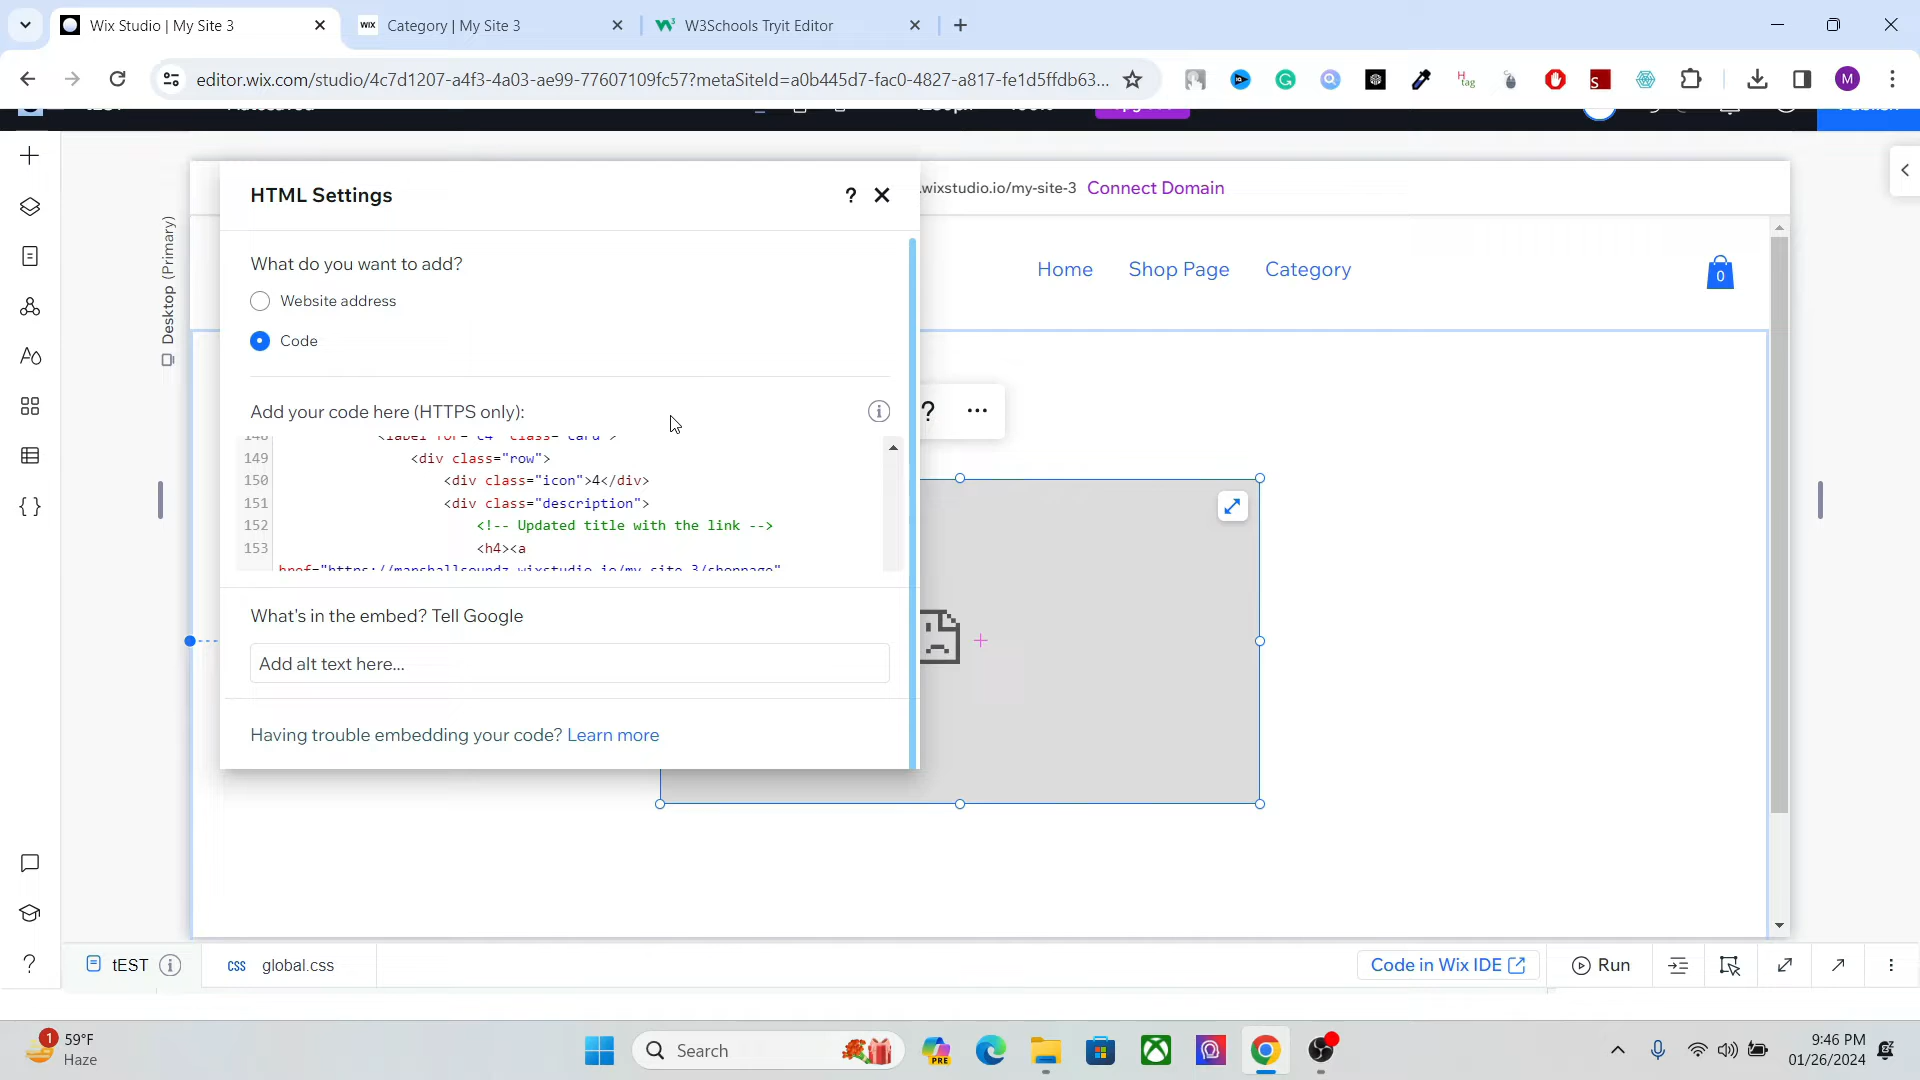 Wix Studio | My Site 3
WIX Category | My Site 3
W3Schools Tryit Editor
editor.wix.com/studio/4c7d1207-a4f3-4a03-ae99-77607109fc57?metaSiteId=a0b445d7-fac0-4827-a817-fe1d5ffdb63...
Desktop (Primary)
HTML Settings
?
.wixstudio.io/my-site-3 Connect Domain
What do you want to add?
Website address
Code
Home
Shop Page
Category
0
Add your code here (HTTPS only):
? ...
149 <div class="row">
150 <div class="icon">4</div>
151 <div class="description">
152 <!-- Updated title with the link -->
153 <h4><a
What's in the embed? Tell Google
Add alt text here...
Having trouble embedding your code? Learn more
tEST
css global.css
Code in Wix IDE
Run
1
59°F
Haze
Search
PRE
9:46 PM
01/26/2024